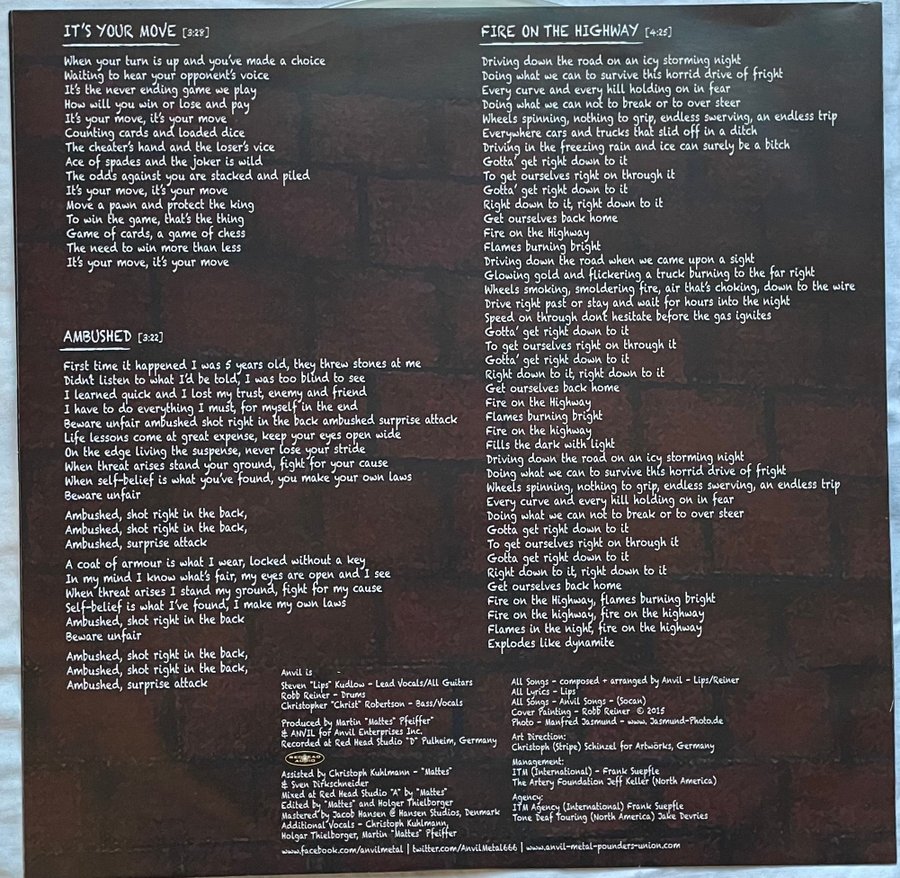 IT'S YOUR MOVE [3:28]
When your turn is up and you've made a choice
Waiting to hear your opponent's voice
It's the never ending game we play
How will you win or lose and pay
It's your move, it's your move
Counting cards and loaded dice
The cheater's hand and the loser's vice
Ace of spades and the joker is wild
The odds against you are stacked and piled
It's your move, it's your move
Move a pawn and protect the king
To win the game, that's the thing
Game of cards, a game of chess
The need to win more than less
It's your move, it's your move
AMBUSHED [3:22]
First time it happened I was 5 years old, they threw stones at me
Didn't listen to what I'd be told, I was too blind to see
I learned quick and I lost my trust, enemy and friend
I have to do everything I must, for myself in the end
Beware unfair ambushed shot right in the back ambushed surprise attack
Life lessons come at great expense, keep your eyes open wide
On the edge living the suspense, never lose your stride
When threat arises stand your ground, fight for your cause
When self-belief is what you've found, you make your own laws
Beware unfair
Ambushed, shot right in the back,
Ambushed, shot right in the back,
Ambushed, surprise attack
A coat of armour is what I wear, locked without a key
In my mind I know what's fair, my eyes are open and I see
When threat arises I stand my ground, fight for my cause
Self-belief is what I've found, I make my own laws
Ambushed, shot right in the back
Beware unfair
Ambushed, shot right in the back,
Ambushed, shot right in the back,
Ambushed, surprise attack
FIRE ON THE HIGHWAY [4:25]
Driving down the road on an icy storming night
Doing what we can to survive this horrid drive of fright
Every curve and every hill holding on in fear
Doing what we can not to break or to over steer
Wheels spinning, nothing to grip, endless swerving, an endless trip
Everywhere cars and trucks that slid off in a ditch
Driving in the freezing rain and ice can surely be a bitch
Gotta' get right down to it
To get ourselves right on through it
Gotta' get right down to it
Right down to it, right down to it
Get ourselves back home
Fire on the Highway
Flames burning bright
Driving down the road when we came upon a sight
Glowing gold and flickering a truck burning to the far right
Wheels smoking, smoldering fire, air that's choking, down to the wire
Drive right past or stay and wait for hours into the night
Speed on through don't hesitate before the gas ignites
Gotta' get right down to it
To get ourselves right on through it
Gotta' get right down to it
Right down to it, right down to it
Get ourselves back home
Fire on the Highway
Flames burning bright
Fire on the highway
Fills the dark with light
Driving down the road on an icy storming night
Doing what we can to survive this horrid drive of fright
Wheels spinning, nothing to grip, endless swerving, an endless trip
Every curve and every hill holding on in fear
Doing what we can not to break or to over steer
Gotta get right down to it
To get ourselves right on through it
Gotta get right down to it
Right down to it, right down to it
Get ourselves back home
Fire on the Highway, flames burning bright
Fire on the highway, fire on the highway
Flames in the night, fire on the highway
Explodes like dynamite
Anvil is
Steven "Lips" Kudlow - Lead Vocals/All Guitars
Robb Reiner - Drums
Christopher "Christ" Robertson - Bass/Vocals
Produced by Martin "Mattes" Pfeiffer
& ANVIL for Anvil Enterprises Inc.
Recorded at Red Head Studio "D" Pulheim, Germany
RED HEAD
Assisted by Christoph Kuhlmann - "Mattes"
& Sven Dirkschneider
Mixed at Red Head Studio "A" by "Mattes"
Edited by "Mattes" and Holger Thielborger
Mastered by Jacob Hansen @ Hansen Studios, Denmark
Additional Vocals - Christoph Kuhlmann,
Holgar Thielborger, Martin "Mattes" Pfeiffer
All Songs - composed + arranged by Anvil - Lips/Reiner
All Lyrics - Lips
All Songs - Anvil Songs - (Socan)
Cover Painting - Robb Reiner © 2015
Photo - Manfred Jasmund - www. Jasmund-Photo.de
Art Direction:
Christoph (Stripe) Schinzel for Artwörks, Germany
Management:
ITM (International) - Frank Suepfle
The Artery Foundation Jeff Keller (North America)
Agency:
ITM Agency (International) Frank Suepfle
Tone Deaf Touring (North America) Jake Devries
www.facebook.com/anvilmetal | twitter.com/AnvilMetal666 | www.anvil-metal-pounders-union.com